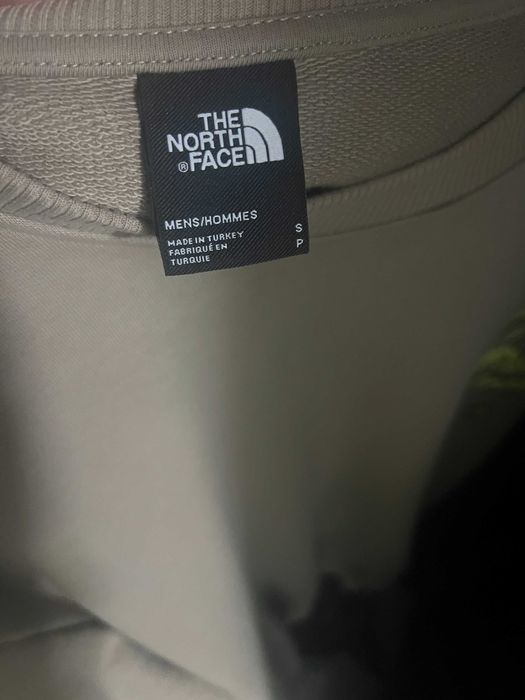 THE
NORTH
®FACE
MENS/HOMMES
MADE IN TURKEY
FABRIQUÉ EN
TURQUIE
S
P